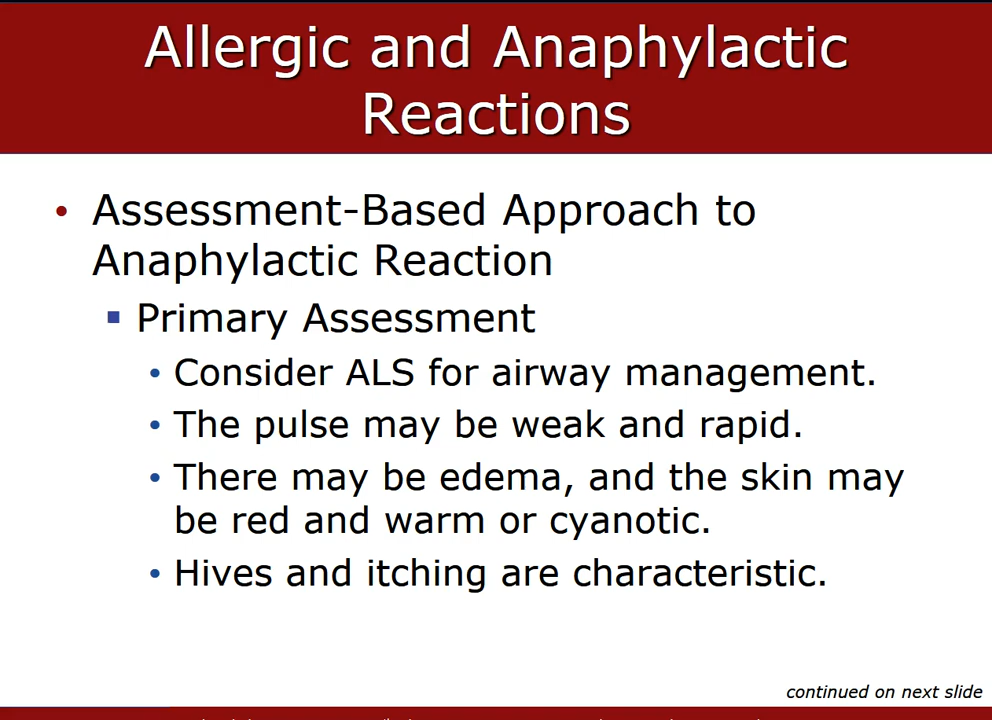 Allergic and Anaphylactic
Reactions
• Assessment-Based Approach to
Anaphylactic Reaction
▪ Primary Assessment
• Consider ALS for airway management.
• The pulse may be weak and rapid.
• There may be edema, and the skin may
be red and warm or cyanotic.
• Hives and itching are characteristic.
continued on next slide